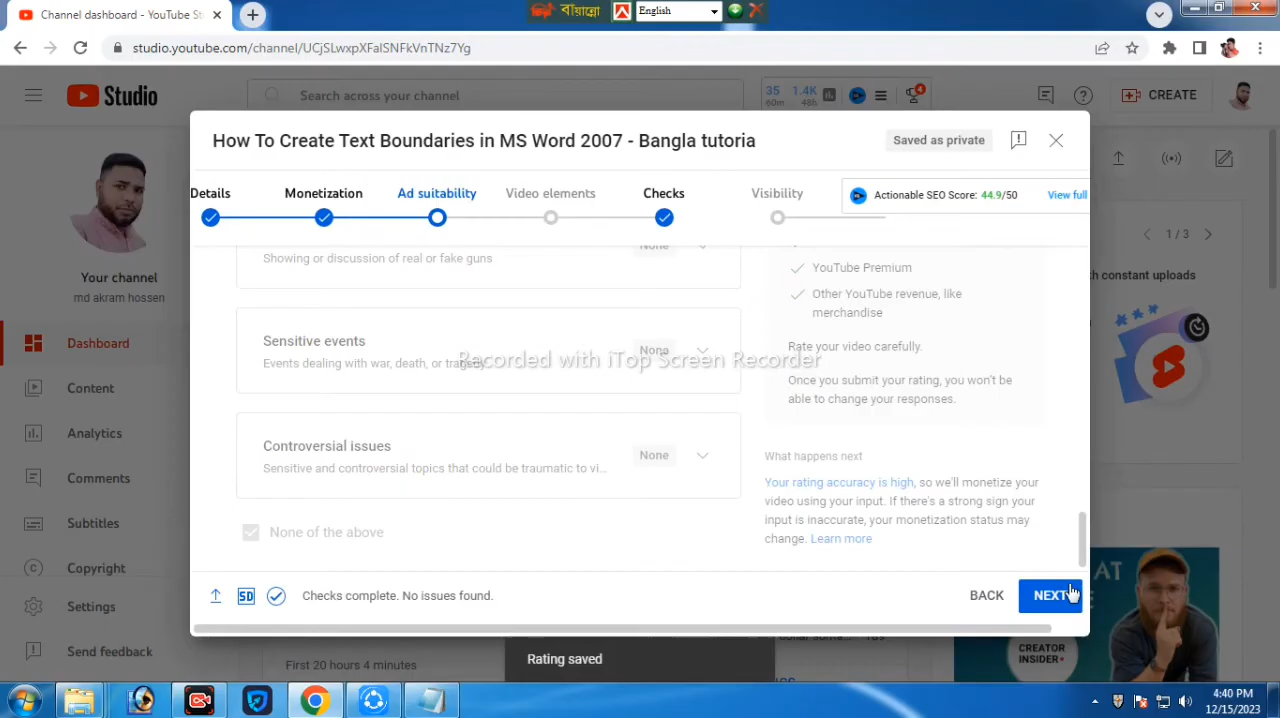 Channel dashboard - YouTube St
বাঁয়ান্নো
English
studio.youtube.com/channel/UCjSLwxpXFalSNFkVnTNz7Yg
Studio
Search across your channel
35
60m
1.4K
48h
4
CREATE
How To Create Text Boundaries in MS Word 2007 - Bangla tutoria
Saved as private
Details
Monetization
Ad suitability
Video elements
Checks
Visibility
Actionable SEO Score: 44.9/50
View full
Your channel
md akram hossen
Dashboard
Content
Analytics
Comments
Subtitles
Copyright
Settings
Send feedback
None
Showing or discussion of real or fake guns
Sensitive events
Events dealing with war, death, or tragedy
None
Controversial issues
Sensitive and controversial topics that could be traumatic to vi...
None
None of the above
Recorded with iTop Screen Recorder
YouTube Premium
Other YouTube revenue, like
merchandise
Rate your video carefully.
Once you submit your rating, you won't be
able to change your responses.
What happens next
Your rating accuracy is high, so we'll monetize your
video using your input. If there's a strong sign your
input is inaccurate, your monetization status may
change. Learn more
1 / 3
th constant uploads
SD
Checks complete. No issues found.
BACK
NEXT
Rating saved
First 20 hours 4 minutes
AT
CREATOR
INSIDER
4:40 PM
12/15/2023